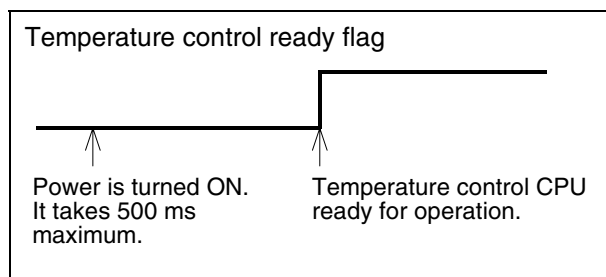 Temperature control ready flag
Power is turned ON.
It takes 500 ms
maximum.
Temperature control CPU
ready for operation.